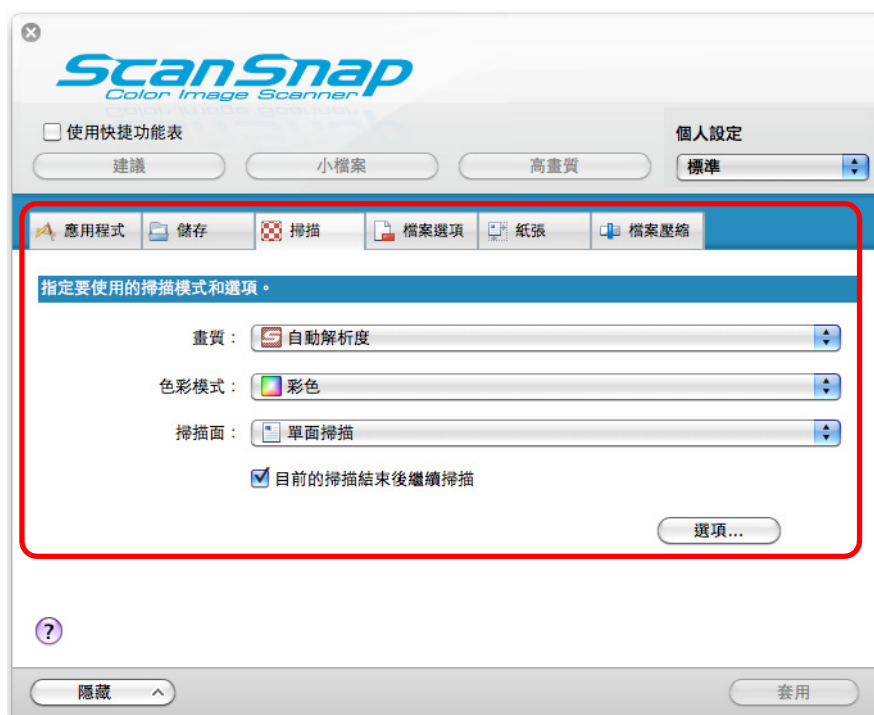 ScanSnap
Color Image Scanner
使用快捷功能表
個人設定
建議 小檔案 高畫質 標準
應用程式 儲存 掃描 檔案選項 紙張 檔案壓縮
指定要使用的掃描模式和選項。
畫質： 自動解析度
色彩模式： 彩色
掃描面： 單面掃描
目前的掃描結束後繼續掃描
選項...
?
隱藏 套用